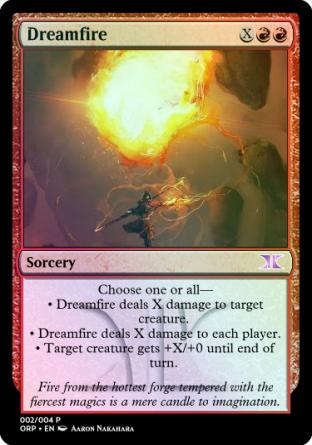 Dreamfire X R R
Sorcery
Choose one or all—
• Dreamfire deals X damage to target
creature.
• Dreamfire deals X damage to each player.
• Target creature gets +X/+0 until end of
turn.
Fire from the hottest forge tempered with the
fiercest magics is a mere candle to imagination.
002/004 P
ORP • EN Aaron Nakahara